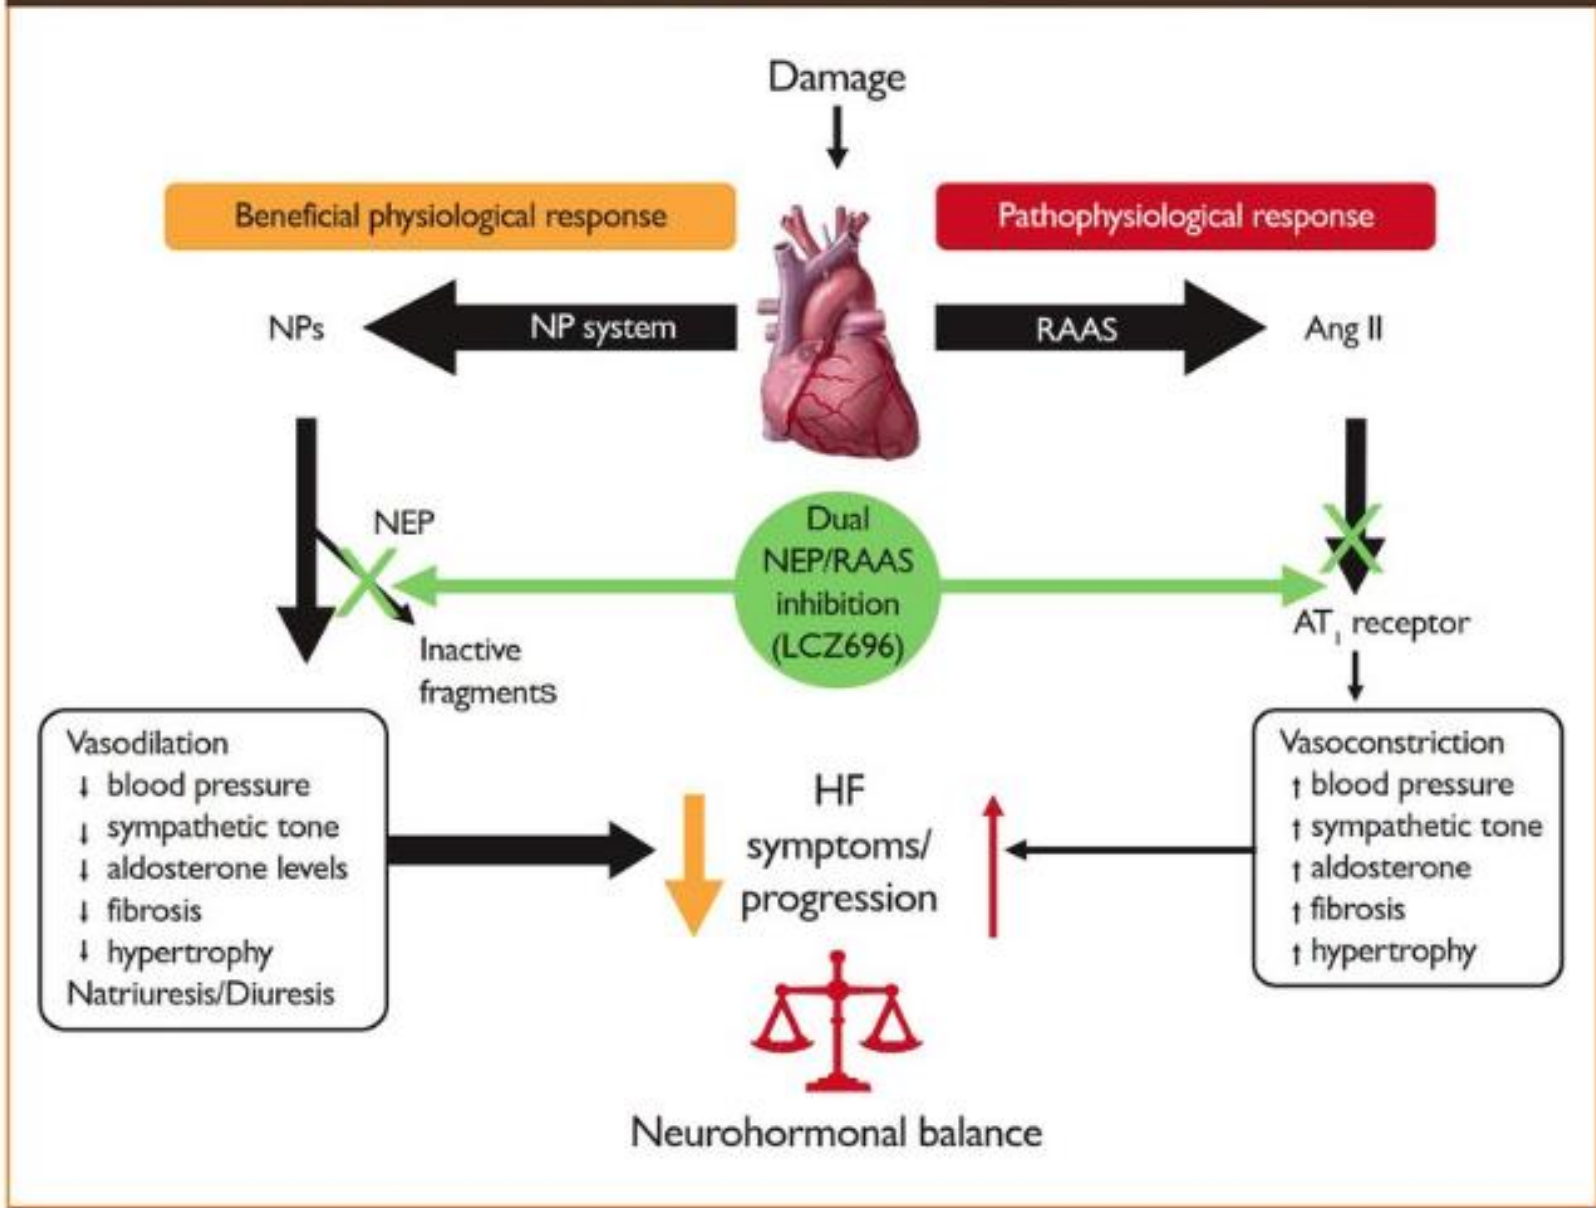 Damage
Beneficial physiological response
Pathophysiological response
NPs
NP system
RAAS
Ang II
NEP
Inactive
fragments
Dual
NEP/RAAS
inhibition
(LCZ696)
AT₁ receptor
Vasodilation
↓ blood pressure
↓ sympathetic tone
↓ aldosterone levels
↓ fibrosis
↓ hypertrophy
Natriuresis/Diuresis
HF
symptoms/
progression
Vasoconstriction
↑ blood pressure
↑ sympathetic tone
↑ aldosterone
↑ fibrosis
↑ hypertrophy
Neurohormonal balance